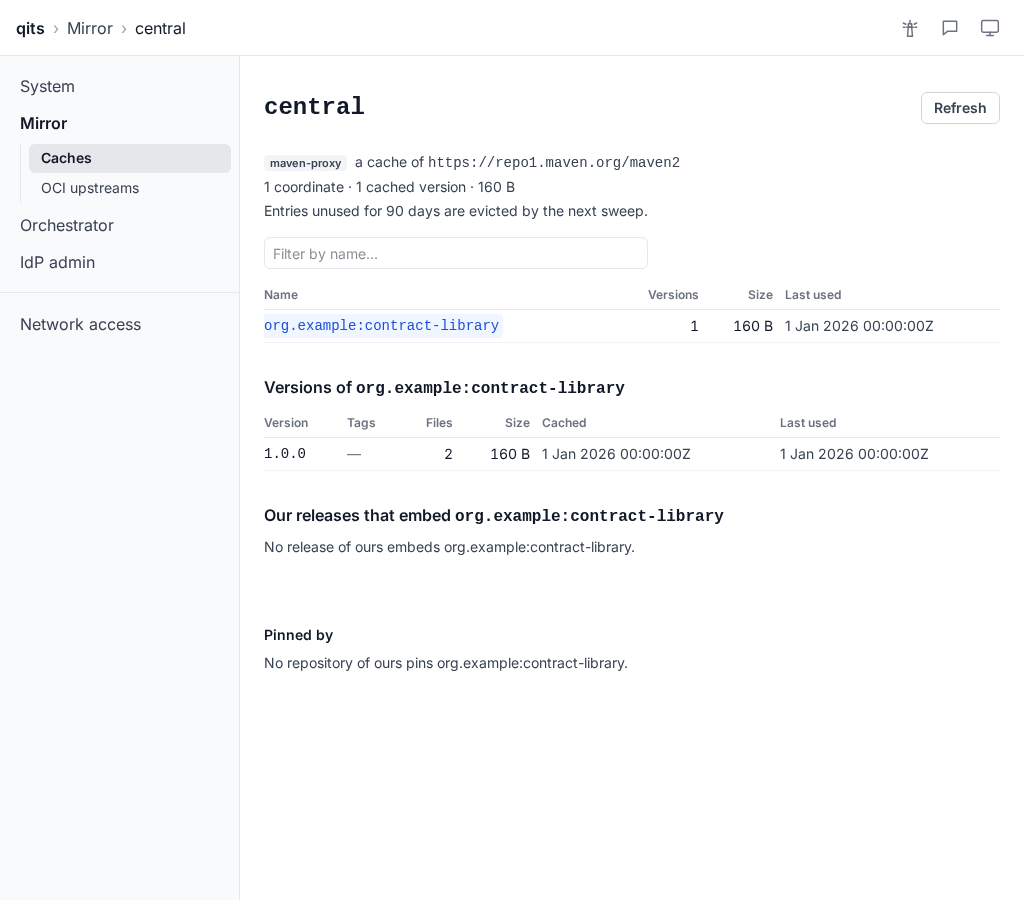 qits › Mirror › central
System
Mirror
Caches
OCI upstreams
Orchestrator
IdP admin
Network access
central
Refresh
maven-proxy a cache of https://repo1.maven.org/maven2
1 coordinate · 1 cached version · 160 B
Entries unused for 90 days are evicted by the next sweep.
Filter by name...
Name Versions Size Last used
org.example:contract-library 1 160 B 1 Jan 2026 00:00:00Z
Versions of org.example:contract-library
Version Tags Files Size Cached Last used
1.0.0 — 2 160 B 1 Jan 2026 00:00:00Z 1 Jan 2026 00:00:00Z
Our releases that embed org.example:contract-library
No release of ours embeds org.example:contract-library.
Pinned by
No repository of ours pins org.example:contract-library.